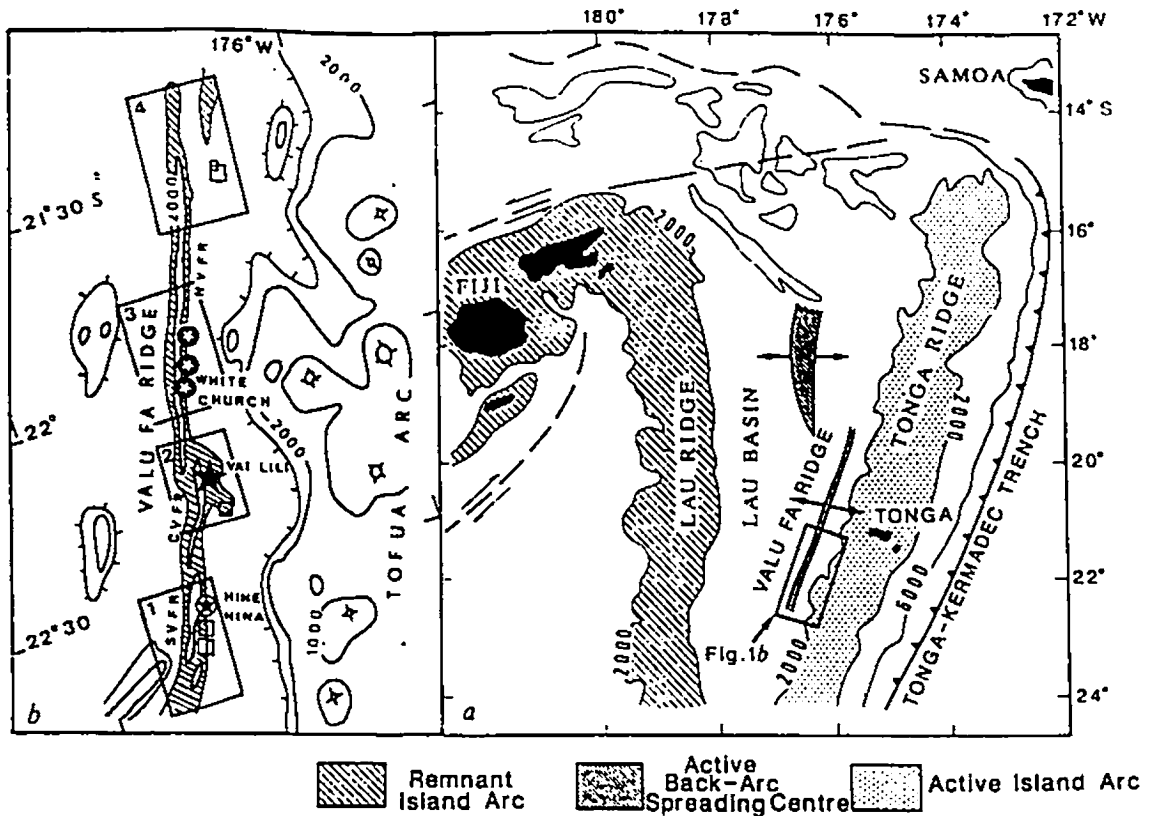 176° W
2000
4
2000
21°30 S
NVFR
3
VALU FA RIDGE
WHITE
CHURCH
22°
2
VAI LILI
2000
CVFR
TOFUA ARC
HINE
HINA
1
SVFR
22°30
1000
b
180°
178°
176°
174°
172°
W
SAMOA
14° S
2000
16°
FIJI
18°
LAU RIDGE
LAU BASIN
TONGA RIDGE
2000
20°
VALU FA RIDGE
TONGA
22°
6000
TONGA-KERMADEC TRENCH
Fig.1b
2000
2000
24°
a
Remnant
Island Arc
Active
Back-Arc
Spreading Centre
Active Island Arc